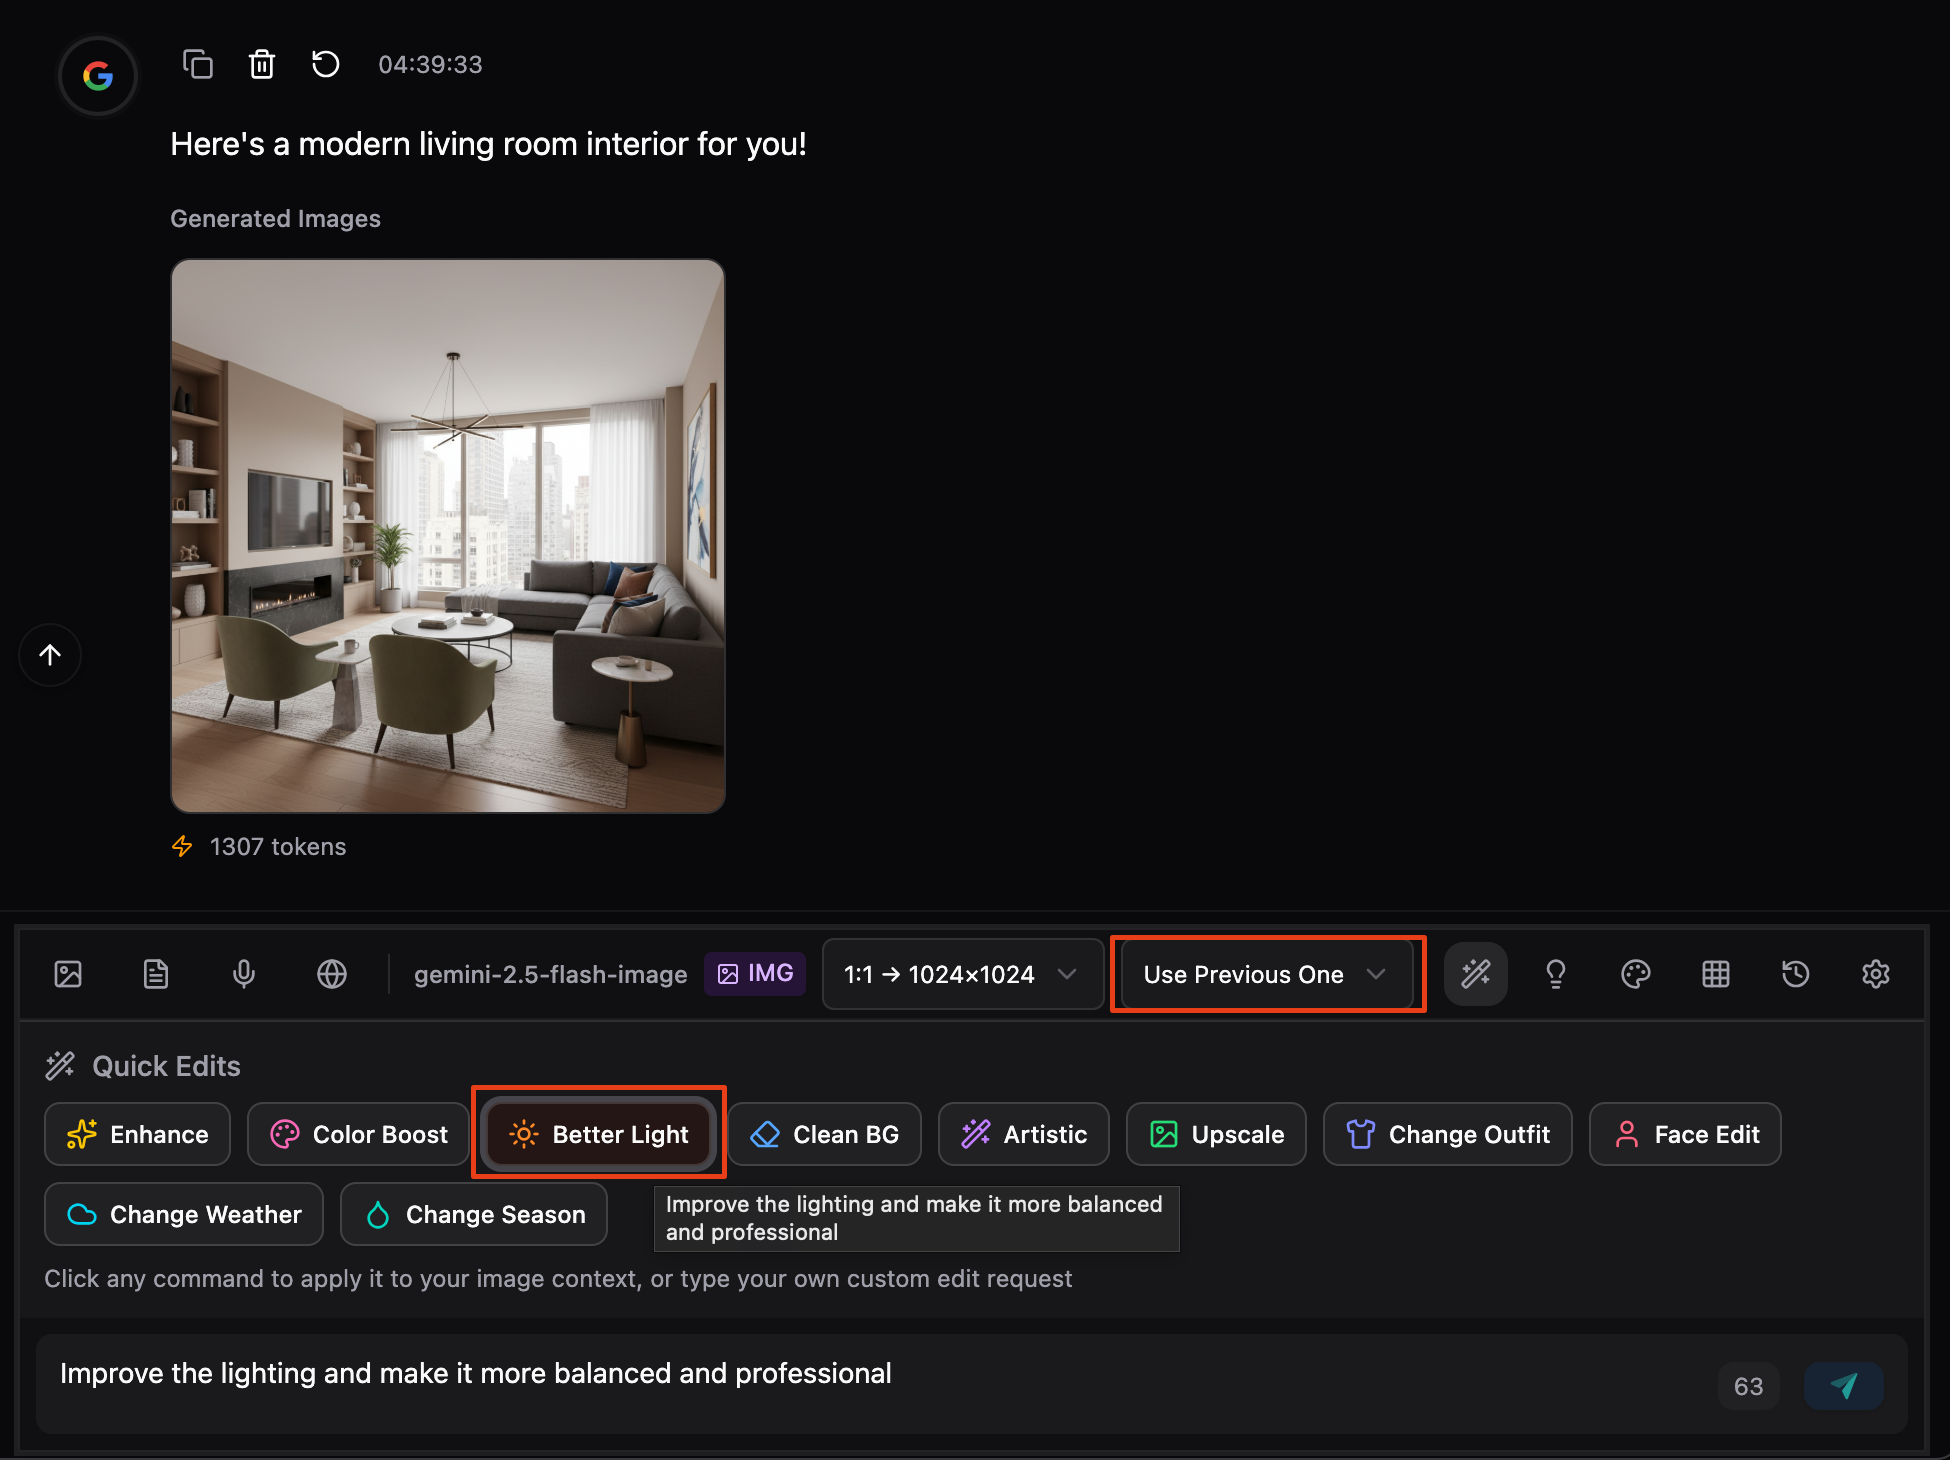 04:39:33
Here's a modern living room interior for you!
Generated Images
1307 tokens
gemini-2.5-flash-image
IMG
1:1 → 1024×1024
Use Previous One
Quick Edits
Enhance
Color Boost
Better Light
Clean BG
Artistic
Upscale
Change Outfit
Face Edit
Change Weather
Change Season
Improve the lighting and make it more balanced
and professional
Click any command to apply it to your image context, or type your own custom edit request
Improve the lighting and make it more balanced and professional
63